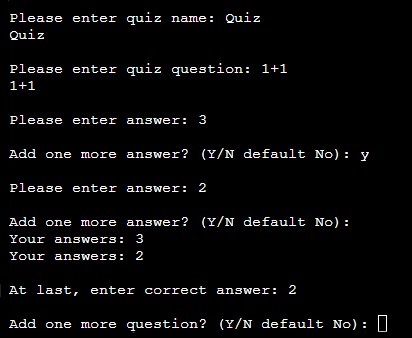 Please enter quiz name: Quiz
Quiz
Please enter quiz question: 1+1
1+1
Please enter answer: 3
Add one more answer? (Y/N default No): y
Please enter answer: 2
Add one more answer? (Y/N default No):
Your answers: 3
Your answers: 2
At last, enter correct answer: 2
Add one more question? (Y/N default No):